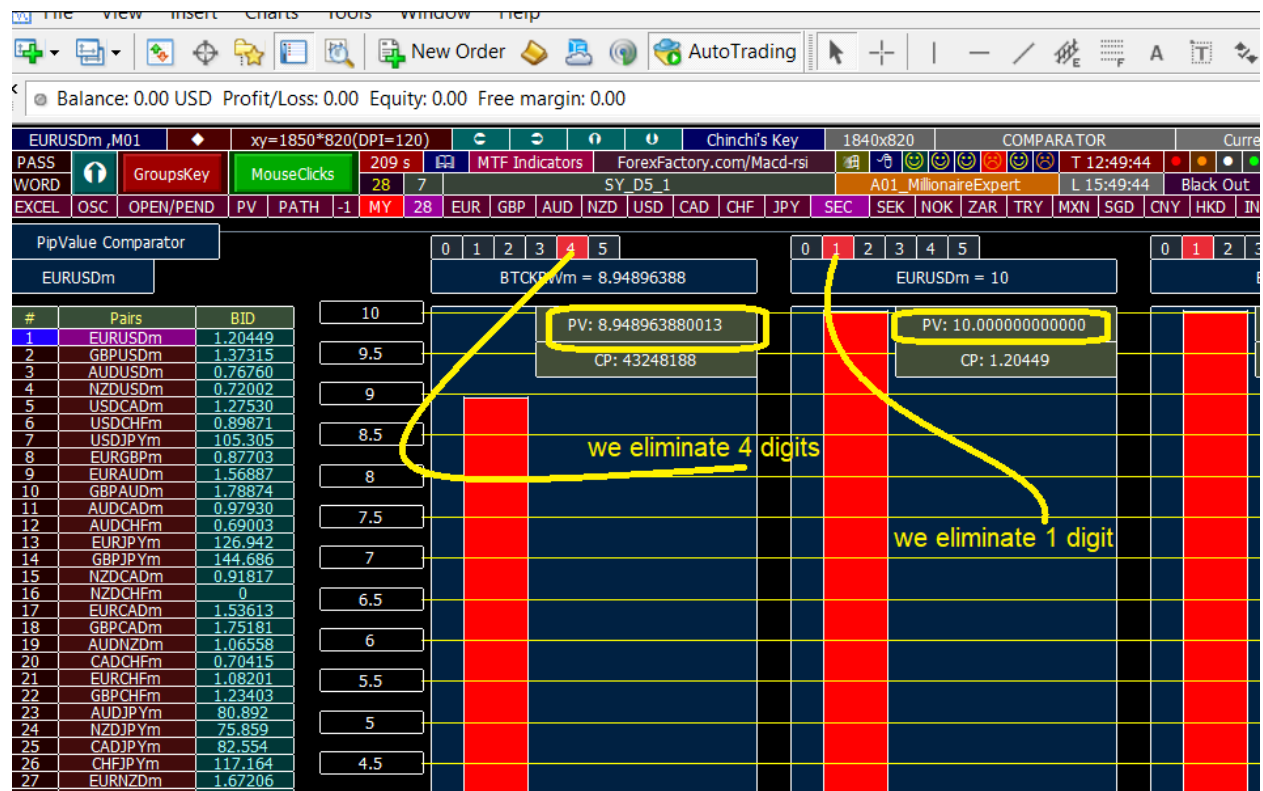 File View Insert Charts Tools Window Help
New Order AutoTrading E F A T
Balance: 0.00 USD Profit/Loss: 0.00 Equity: 0.00 Free margin: 0.00
EURUSDm ,M01 xy=1850*820(DPI=120) Chinchi's Key 1840x820 COMPARATOR Curre
PASS GroupsKey MouseClicks 209 s MTF Indicators ForexFactory.com/Macd-rsi T 12:49:44
WORD 28 7 SY_D5_1 A01_MillionaireExpert L 15:49:44 Black Out
EXCEL OSC OPEN/PEND PV PATH -1 MY 28 EUR GBP AUD NZD USD CAD CHF JPY SEC SEK NOK ZAR TRY MXN SGD CNY HKD IN
PipValue Comparator 0 1 2 3 4 5 0 1 2 3 4 5 0 1 2 3
EURUSDm BTCKRWm = 8.94896388 EURUSDm = 10
# Pairs BID 10 PV: 8.948963880013 PV: 10.000000000000
1 EURUSDm 1.20449
2 GBPUSDm 1.37315 9.5 CP: 43248188 CP: 1.20449
3 AUDUSDm 0.76760
4 NZDUSDm 0.72002 9
5 USDCADm 1.27530
6 USDCHFm 0.89871 8.5
7 USDJPYm 105.305
8 EURGBPm 0.87703 we eliminate 4 digits
9 EURAUDm 1.56887 8
10 GBPAUDm 1.78874
11 AUDCADm 0.97930 7.5
12 AUDCHFm 0.69003
13 EURJPYm 126.942 we eliminate 1 digit
14 GBPJPYm 144.686 7
15 NZDCADm 0.91817
16 NZDCHFm 0 6.5
17 EURCADm 1.53613
18 GBPCADm 1.75181 6
19 AUDNZDm 1.06558
20 CADCHFm 0.70415 5.5
21 EURCHFm 1.08201
22 GBPCHFm 1.23403
23 AUDJPYm 80.892 5
24 NZDJPYm 75.859
25 CADJPYm 82.554 4.5
26 CHFJPYm 117.164
27 EURNZDm 1.67206